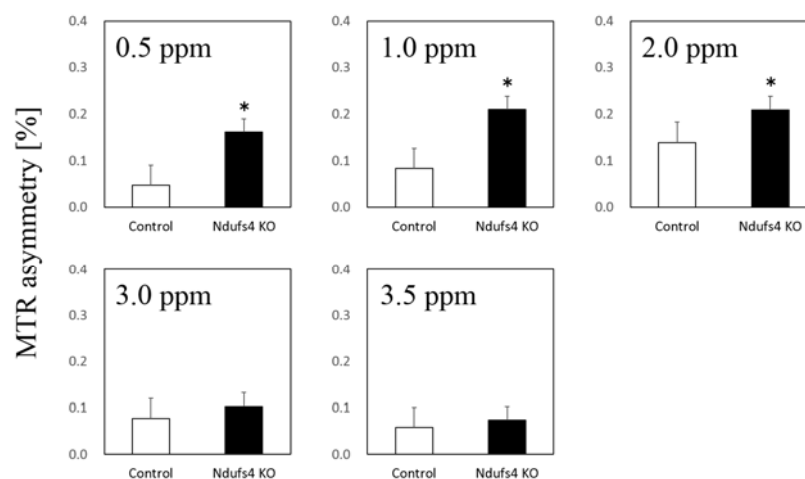 MTR asymmetry [%]
0.5 ppm
0.4
0.3
0.2
0.1
0.0
*
Control Ndufs4 KO
1.0 ppm
0.4
0.3
0.2
0.1
0.0
*
Control Ndufs4 KO
2.0 ppm
0.4
0.3
0.2
0.1
0.0
*
Control Ndufs4 KO
3.0 ppm
0.4
0.3
0.2
0.1
0.0
Control Ndufs4 KO
3.5 ppm
0.4
0.3
0.2
0.1
0.0
Control Ndufs4 KO